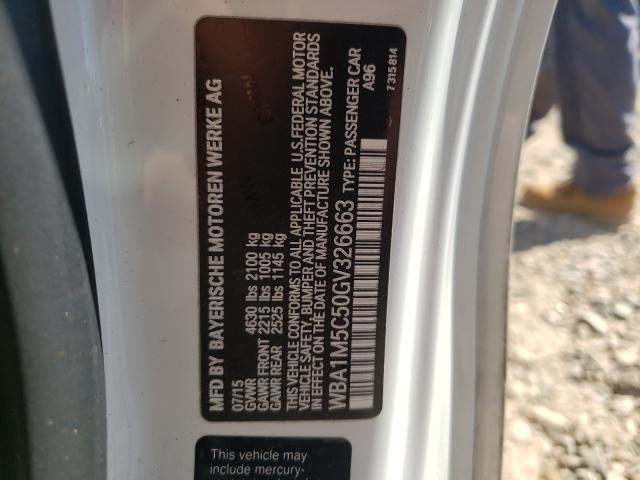 MFD BY BAYERISCHE MOTOREN WERKE AG
07/15
GVWR 4630 lbs 2100 kg
GAWR FRONT 2215 lbs 1005 kg
GAWR REAR 2525 lbs 1145 kg
THIS VEHICLE CONFORMS TO ALL APPLICABLE U.S. FEDERAL MOTOR
VEHICLE SAFETY, BUMPER AND THEFT PREVENTION STANDARDS
IN EFFECT ON THE DATE OF MANUFACTURE SHOWN ABOVE.
WBA1M5C50GV326663 TYPE: PASSENGER CAR
A96
7 315 814
This vehicle may
include mercury-